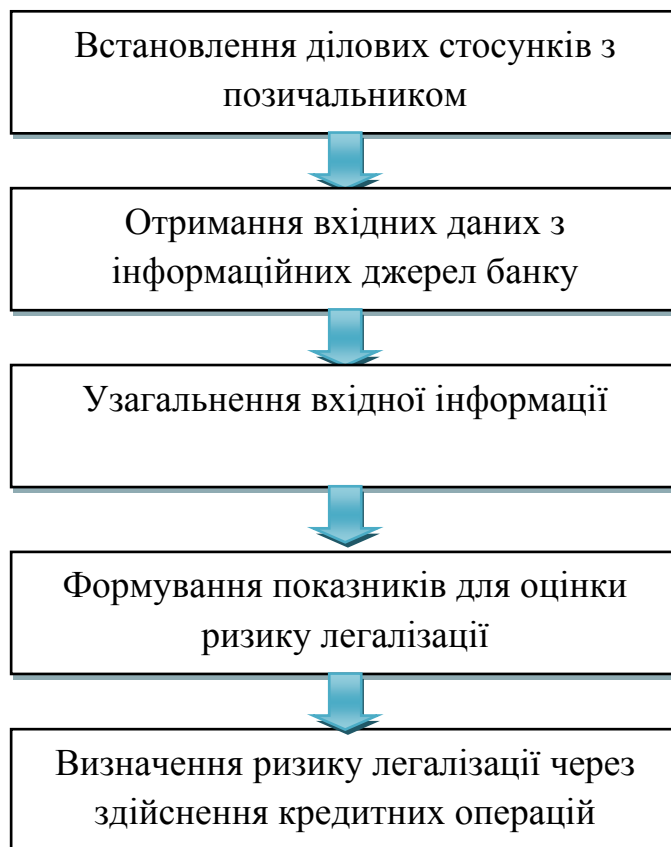 Встановлення ділових стосунків з
позичальником
Отримання вхідних даних з
інформаційних джерел банку
Узагальнення вхідної інформації
Формування показників для оцінки
ризику легалізації
Визначення ризику легалізації через
здійснення кредитних операцій